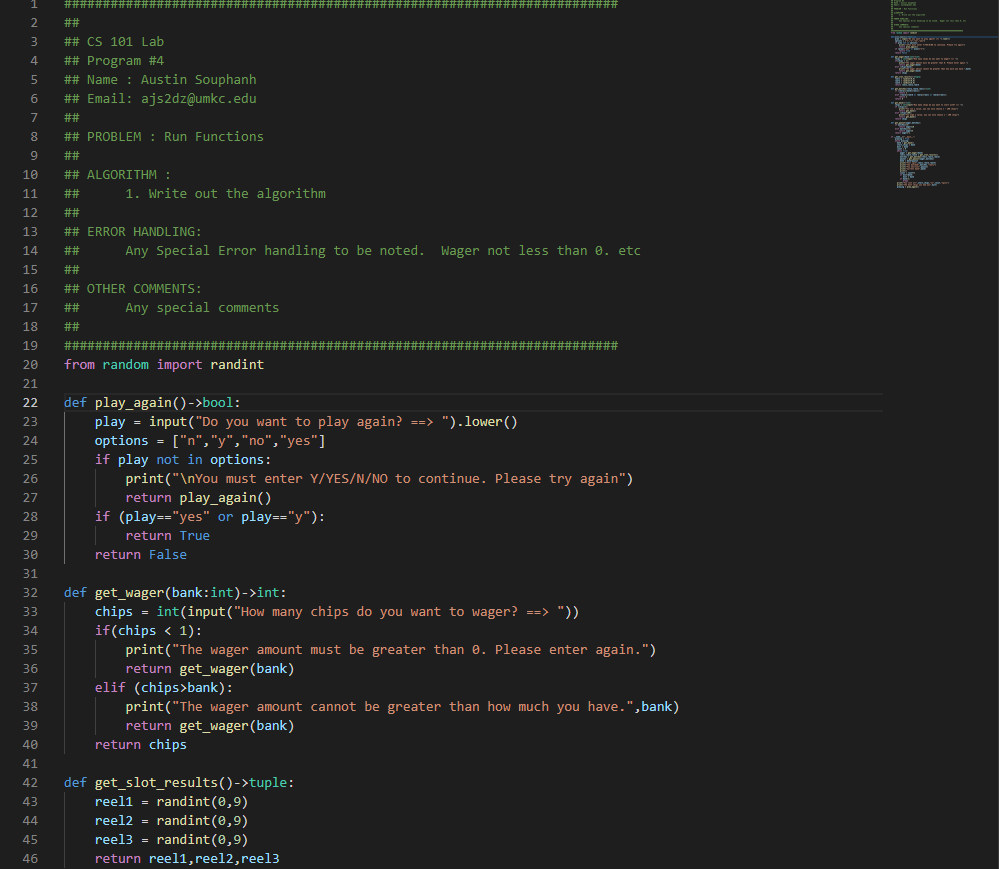 1 ########################################################################
2 ##
3 ## CS 101 Lab
4 ## Program #4
5 ## Name : Austin Souphanh
6 ## Email: ajs2dz@umkc.edu
7 ##
8 ## PROBLEM : Run Functions
9 ##
10 ## ALGORITHM :
11 ##      1. Write out the algorithm
12 ##
13 ## ERROR HANDLING:
14 ##      Any Special Error handling to be noted.  Wager not less than 0. etc
15 ##
16 ## OTHER COMMENTS:
17 ##      Any special comments
18 ##
19 ########################################################################
20 from random import randint
21
22 def play_again()->bool:
23     play = input("Do you want to play again? ==> ").lower()
24     options = ["n","y","no","yes"]
25     if play not in options:
26         print("\nYou must enter Y/YES/N/NO to continue. Please try again")
27         return play_again()
28     if (play=="yes" or play=="y"):
29         return True
30     return False
31
32 def get_wager(bank:int)->int:
33     chips = int(input("How many chips do you want to wager? ==> "))
34     if(chips < 1):
35         print("The wager amount must be greater than 0. Please enter again.")
36         return get_wager(bank)
37     elif (chips>bank):
38         print("The wager amount cannot be greater than how much you have.",bank)
39         return get_wager(bank)
40     return chips
41
42 def get_slot_results()->tuple:
43     reel1 = randint(0,9)
44     reel2 = randint(0,9)
45     reel3 = randint(0,9)
46     return reel1,reel2,reel3